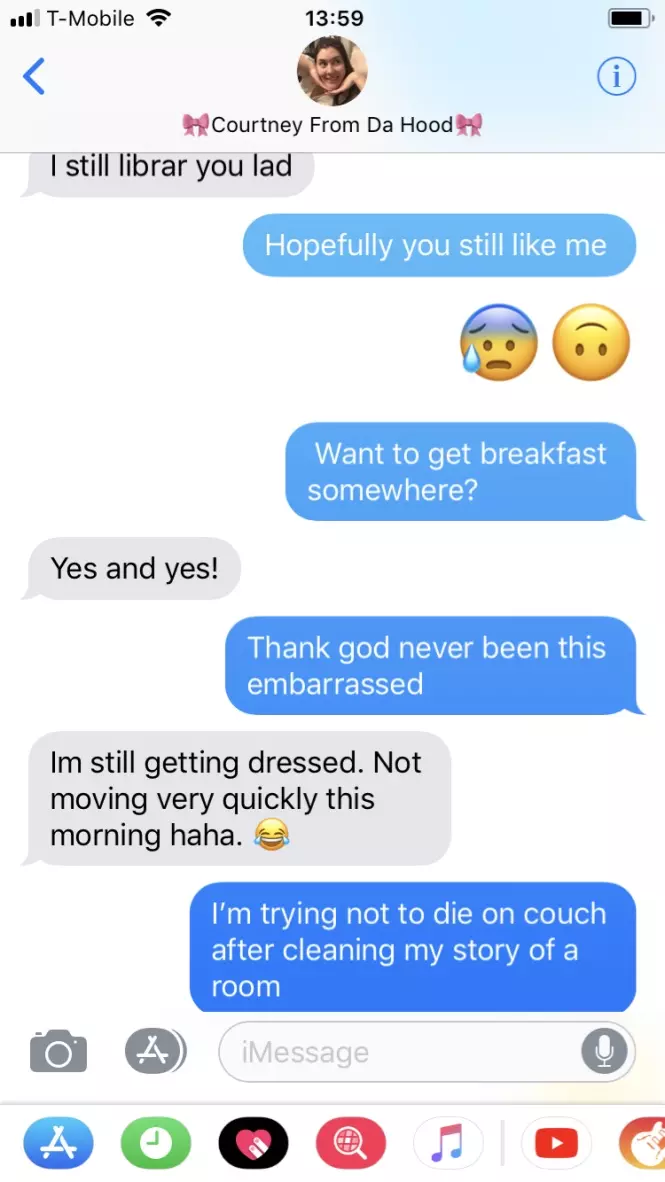 T-Mobile 13:59
🎀Courtney From Da Hood🎀
I still librar you lad
Hopefully you still like me
😰🙃
Want to get breakfast
somewhere?
Yes and yes!
Thank god never been this
embarrassed
Im still getting dressed. Not
moving very quickly this
morning haha. 😂
I'm trying not to die on couch
after cleaning my story of a
room
iMessage